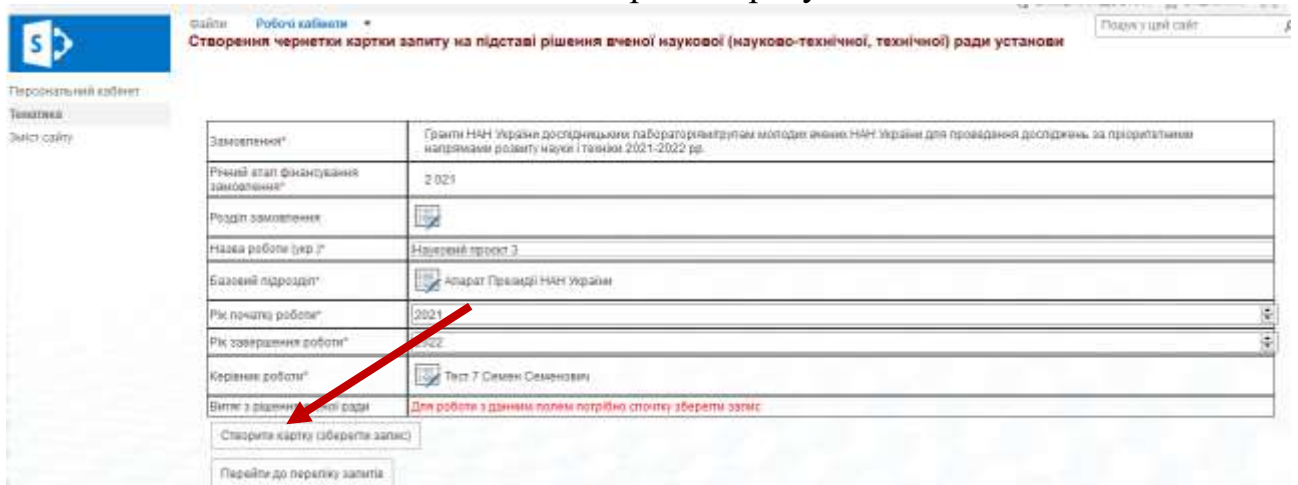 Файли Робочі кабінети
Пошук у цей сайт
Створення чернетки картки запиту на підставі рішення вченої наукової (науково-технічної, технічної) ради установи
Персональний кабінет
Тематика
Зміст сайту
Замовлення* Гранти НАН України дослідницьким лабораторіям/групам молодих вчених НАН України для проведення досліджень за пріоритетними
напрямами розвитку науки і техніки 2021-2022 рр.
Річний етап фінансування
замовлення* 2 021
Розділ замовлення
Назва роботи (укр.)* Науковий проєкт 3
Базовий підрозділ* Апарат Президії НАН України
Рік початку роботи* 2021
Рік завершення роботи* 2022
Керівник роботи* Тест 7 Семен Семенович
Витяг з рішення ради Для роботи з данним полем потрібно спочтку зберегти запис
Створити картку (зберегти запис)
Перейти до переліку запитів